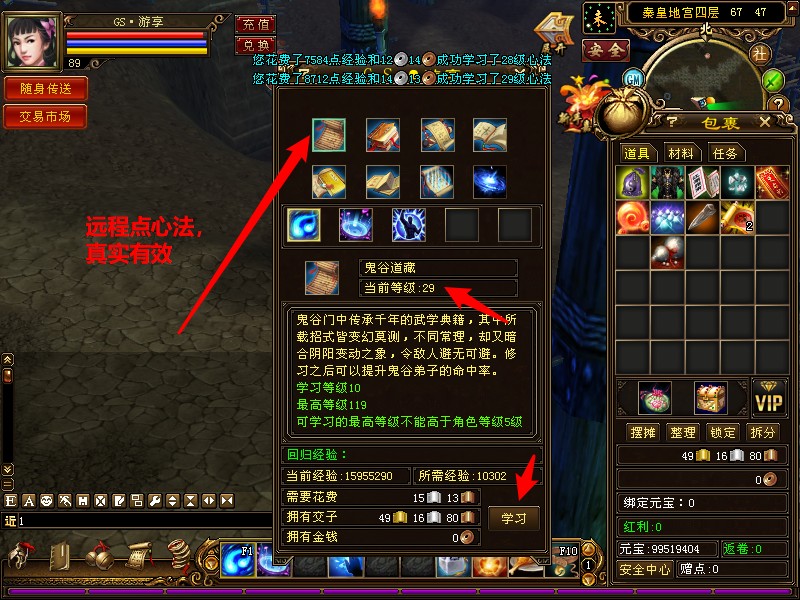 GS·游享
89
随身传送
交易市场
充值
兑换
您花费了7584点经验和12 14 成功学习了28级心法
您花费了8712点经验和14 13 成功学习了29级心法
安全
未
秦皇地宫四层 67 47
北
社
GM
?
远程点心法,
真实有效
鬼谷道藏
当前等级:29
鬼谷门中传承千年的武学典籍,其中所
载招式皆变幻莫测,不同常理,却又暗
合阴阳变动之象,令敌人避无可避。修
习之后可以提升鬼谷弟子的命中率。
学习等级10
最高等级119
可学习的最高等级不能高于角色等级5级
回归经验:
当前经验:15955290
所需经验:10302
需要花费 15 13
拥有交子 49 16 80
拥有金钱 0
学习
? 包裹
道具 材料 任务
2
VIP
摆摊 整理 锁定 拆分
49 16 80
0
绑定元宝:0
红利:0
元宝:99519404 返卷:0
安全中心 赠点:0
近1
F1
F10
1